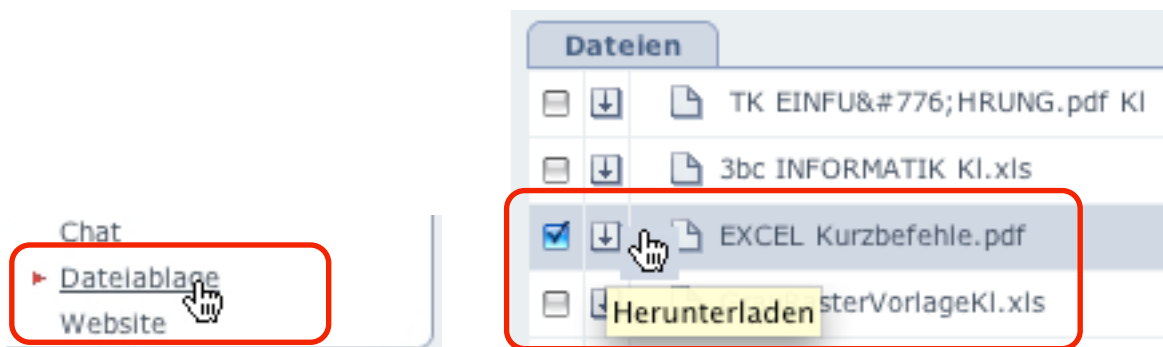 Chat
Dateiablage
Website
Dateien
TK EINFU&#776;HRUNG.pdf Kl
3bc INFORMATIK Kl.xls
EXCEL Kurzbefehle.pdf
sterVorlageKl.xls
Herunterladen